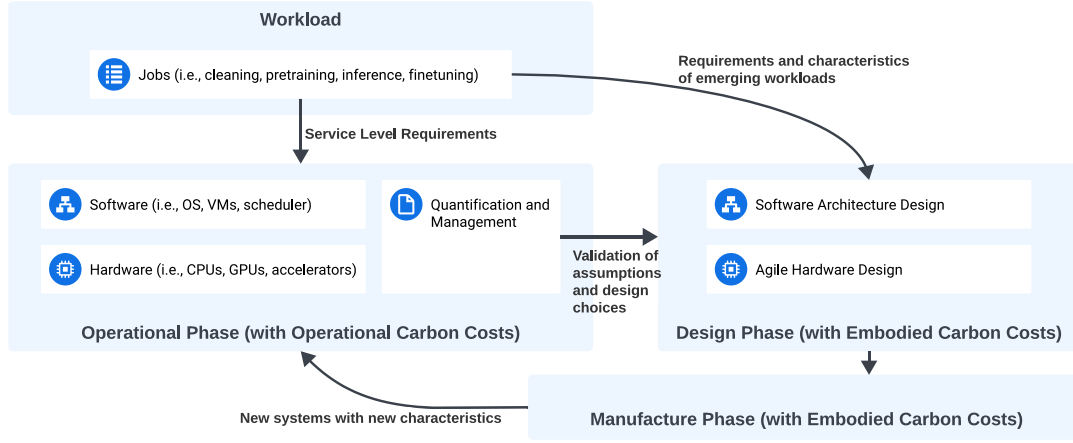 Workload
Jobs (i.e., cleaning, pretraining, inference, finetuning)
Requirements and characteristics
of emerging workloads
Service Level Requirements
Software (i.e., OS, VMs, scheduler)
Hardware (i.e., CPUs, GPUs, accelerators)
Quantification and
Management
Operational Phase (with Operational Carbon Costs)
Validation of
assumptions
and design
choices
Software Architecture Design
Agile Hardware Design
Design Phase (with Embodied Carbon Costs)
New systems with new characteristics
Manufacture Phase (with Embodied Carbon Costs)